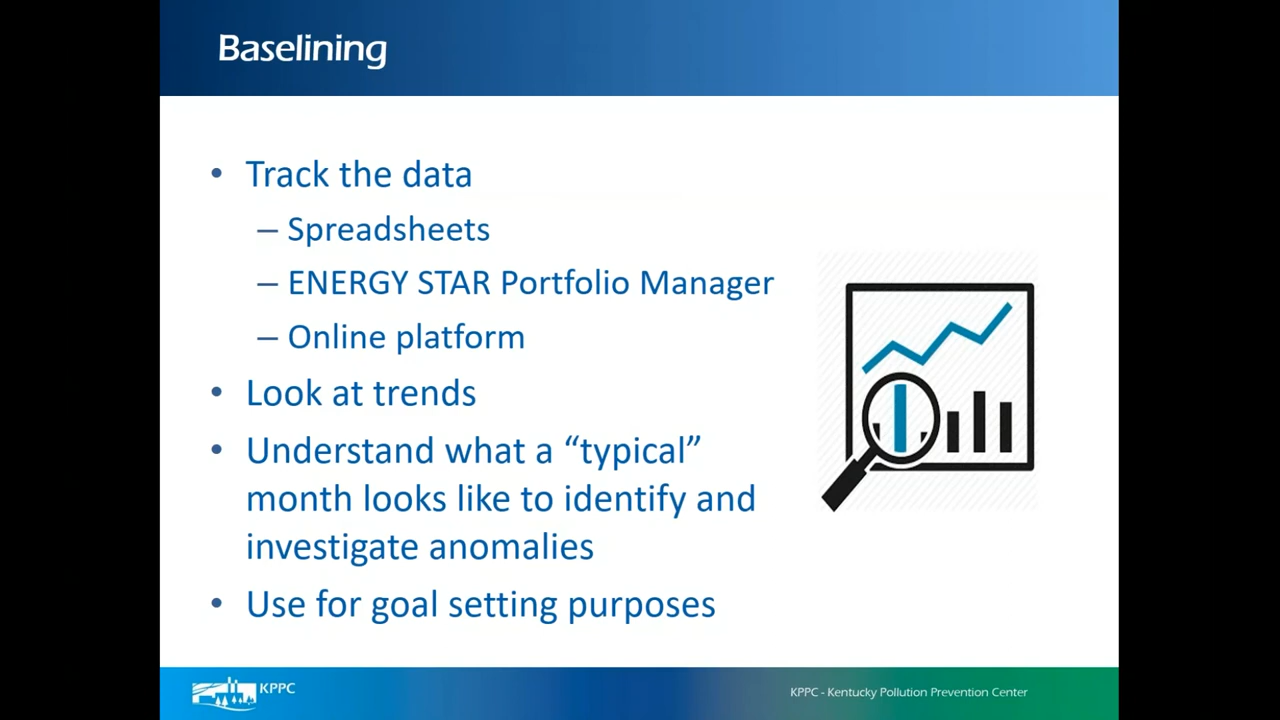 Baselining
• Track the data
– Spreadsheets
– ENERGY STAR Portfolio Manager
– Online platform
• Look at trends
• Understand what a “typical”
month looks like to identify and
investigate anomalies
• Use for goal setting purposes
KPPC
KPPC - Kentucky Pollution Prevention Center